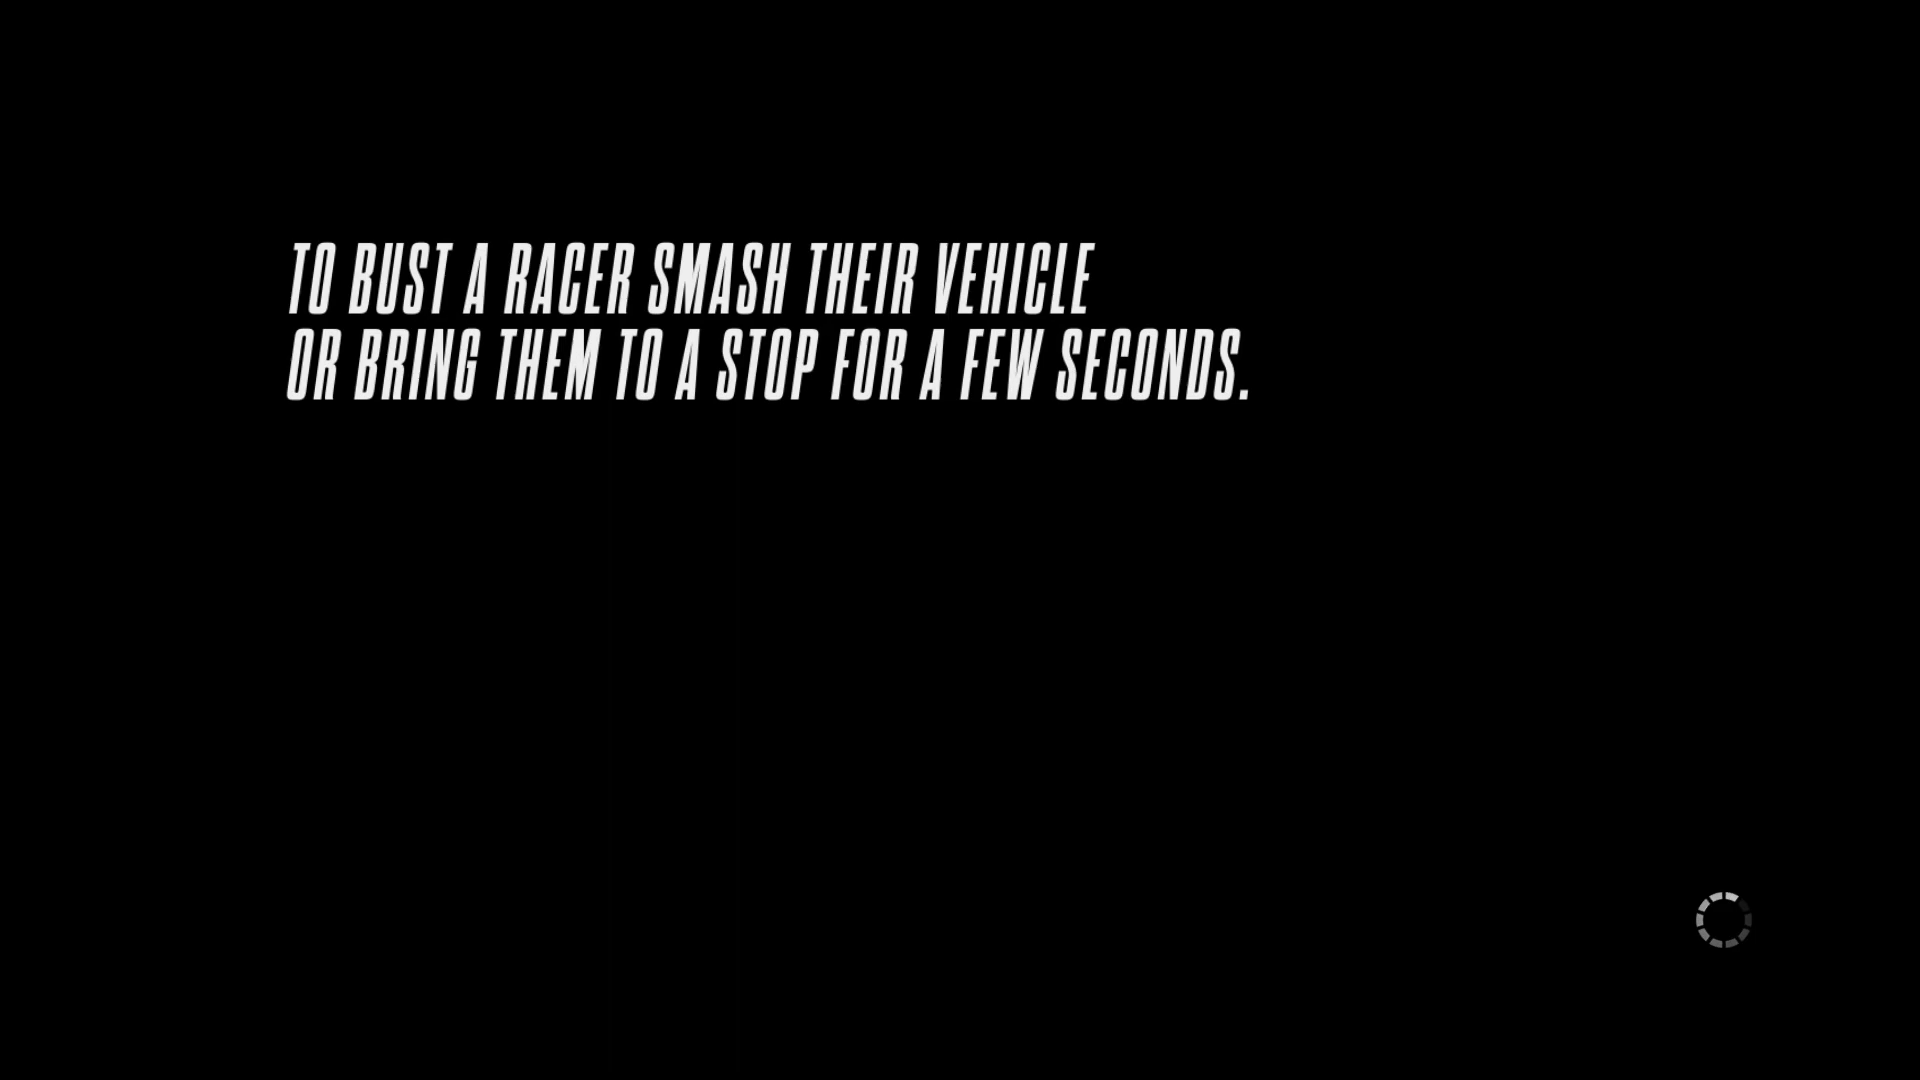 TO BUST A RACER SMASH THEIR VEHICLE
OR BRING THEM TO A STOP FOR A FEW SECONDS.